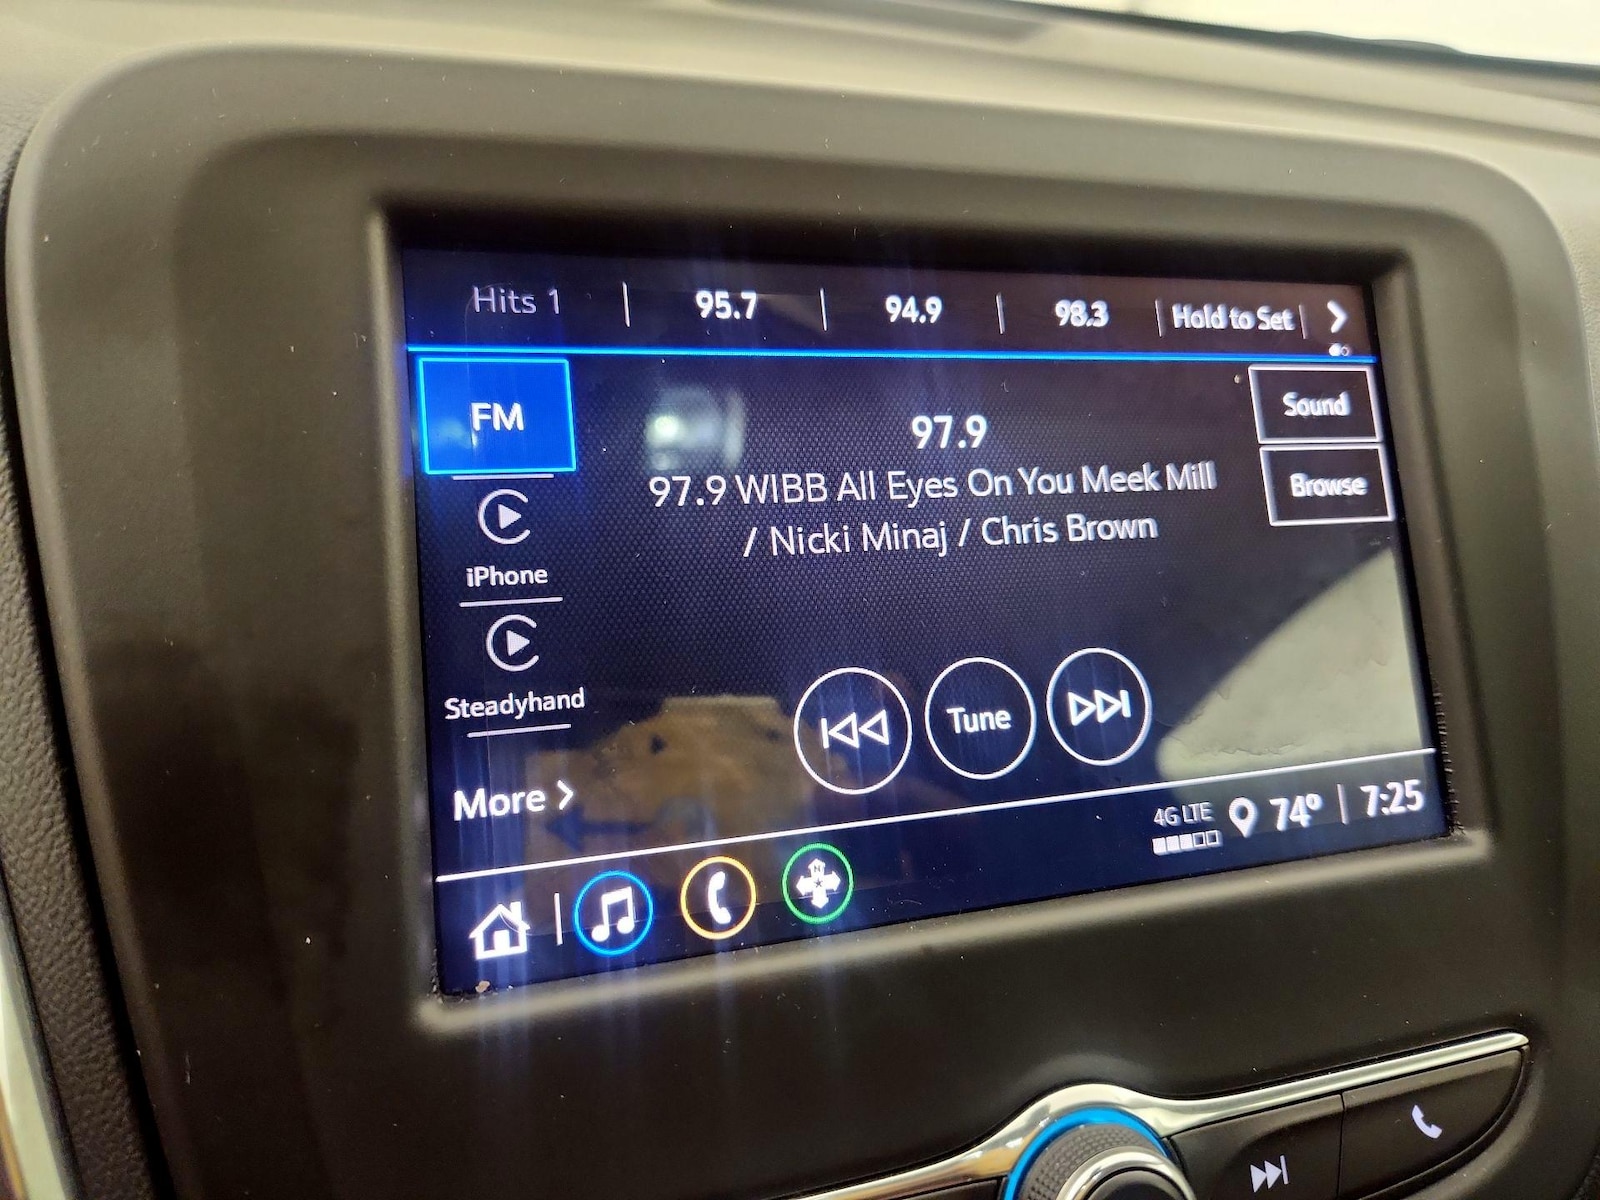 Hits 1 | 95.7 | 94.9 | 98.3 | Hold to Set |
FM
97.9
Sound
97.9 WIBB All Eyes On You Meek Mill
/ Nicki Minaj / Chris Brown
Browse
iPhone
Steadyhand
Tune
More
4G LTE 74° | 7:25
N